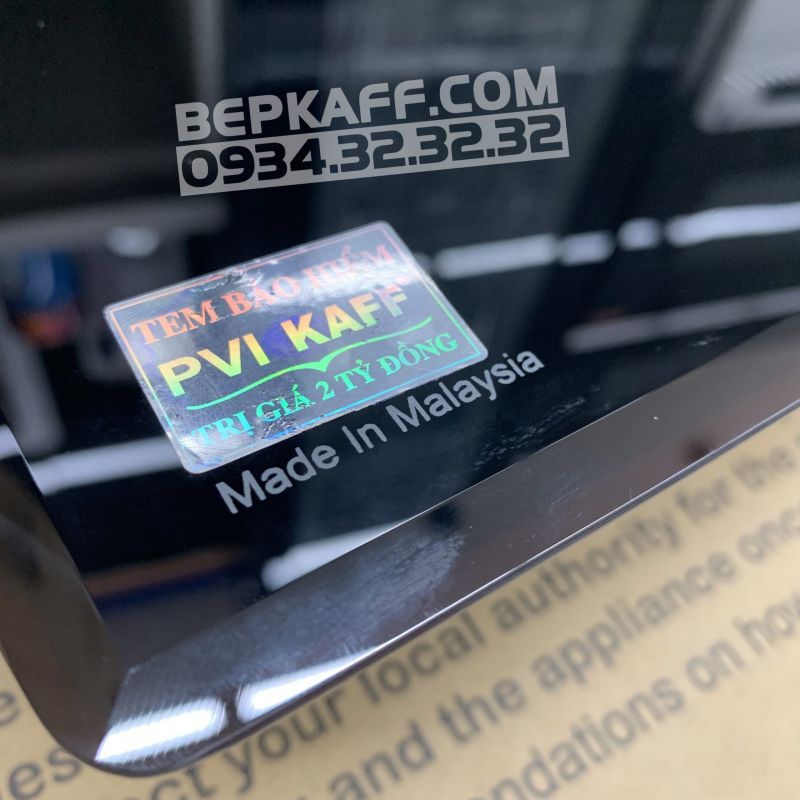 BEPKAFF.COM
0934.32.32.32
TEM BẢO HIỂM
PVI KAFF
TRỊ GIÁ 2 TỶ ĐỒNG
Made In Malaysia
your local authority for the
and the appliance once
on how